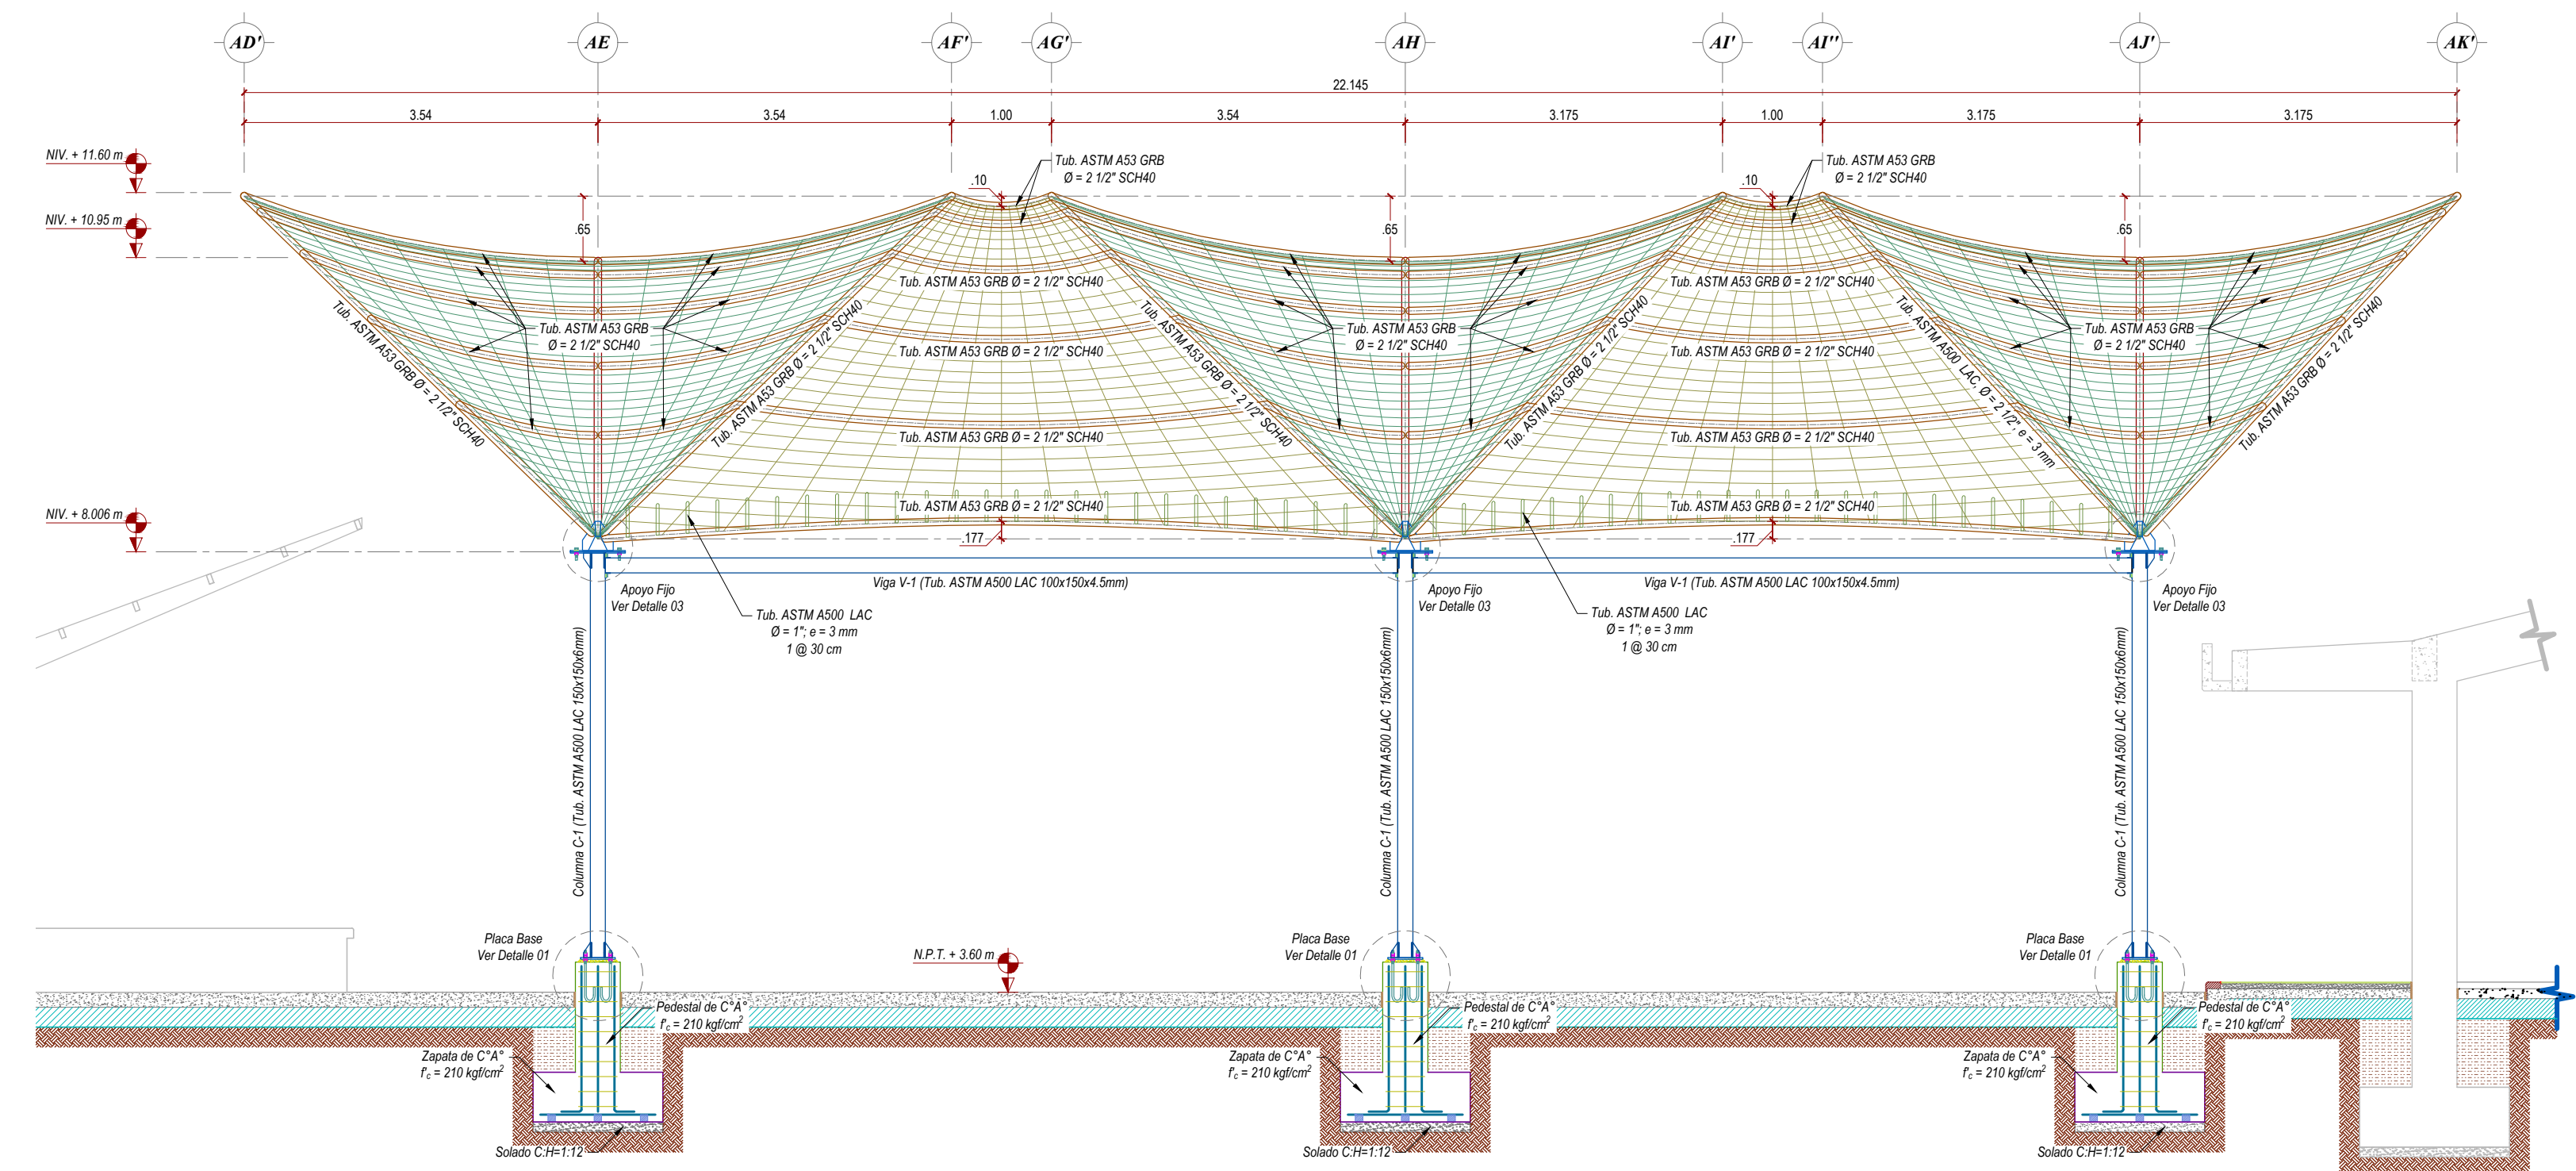 AD'
AE
AF'
AG'
AH
AI'
AI''
AJ'
AK'
22.145
3.54
3.54
1.00
3.54
3.175
1.00
3.175
3.175
NIV. + 11.60 m
NIV. + 10.95 m
NIV. + 8.006 m
Tub. ASTM A53 GRB
Ø = 2 1/2" SCH40
Tub. ASTM A53 GRB
Ø = 2 1/2" SCH40
.10
.10
.65
.65
.65
Tub. ASTM A53 GRB Ø = 2 1/2" SCH40
Tub. ASTM A53 GRB Ø = 2 1/2" SCH40
Tub. ASTM A53 GRB
Ø = 2 1/2" SCH40
Tub. ASTM A53 GRB
Ø = 2 1/2" SCH40
Tub. ASTM A53 GRB
Ø = 2 1/2" SCH40
Tub. ASTM A53 GRB Ø = 2 1/2" SCH40
Tub. ASTM A53 GRB Ø = 2 1/2" SCH40
Tub. ASTM A53 GRB Ø = 2 1/2" SCH40
Tub. ASTM A53 GRB Ø = 2 1/2" SCH40
Tub. ASTM A53 GRB Ø = 2 1/2" SCH40
Tub. ASTM A53 GRB Ø = 2 1/2" SCH40
Tub. ASTM A500 LAC, Ø = 2 1/2", e = 3 mm
Tub. ASTM A53 GRB Ø = 2 1/2" SCH40
Tub. ASTM A53 GRB Ø = 2 1/2" SCH40
Tub. ASTM A53 GRB Ø = 2 1/2" SCH40
Tub. ASTM A53 GRB Ø = 2 1/2" SCH40
Tub. ASTM A53 GRB Ø = 2 1/2" SCH40
.177
.177
Viga V-1 (Tub. ASTM A500 LAC 100x150x4.5mm)
Viga V-1 (Tub. ASTM A500 LAC 100x150x4.5mm)
Apoyo Fijo
Ver Detalle 03
Apoyo Fijo
Ver Detalle 03
Apoyo Fijo
Ver Detalle 03
Tub. ASTM A500 LAC
Ø = 1"; e = 3 mm
1 @ 30 cm
Tub. ASTM A500 LAC
Ø = 1"; e = 3 mm
1 @ 30 cm
Columna C-1 (Tub. ASTM A500 LAC 150x150x6mm)
Columna C-1 (Tub. ASTM A500 LAC 150x150x6mm)
Columna C-1 (Tub. ASTM A500 LAC 150x150x6mm)
Placa Base
Ver Detalle 01
N.P.T. + 3.60 m
Placa Base
Ver Detalle 01
Placa Base
Ver Detalle 01
Pedestal de C°A°
f'c = 210 kgf/cm²
Pedestal de C°A°
f'c = 210 kgf/cm²
Pedestal de C°A°
f'c = 210 kgf/cm²
Zapata de C°A°
f'c = 210 kgf/cm²
Zapata de C°A°
f'c = 210 kgf/cm²
Zapata de C°A°
f'c = 210 kgf/cm²
Solado C:H=1:12
Solado C:H=1:12
Solado C:H=1:12